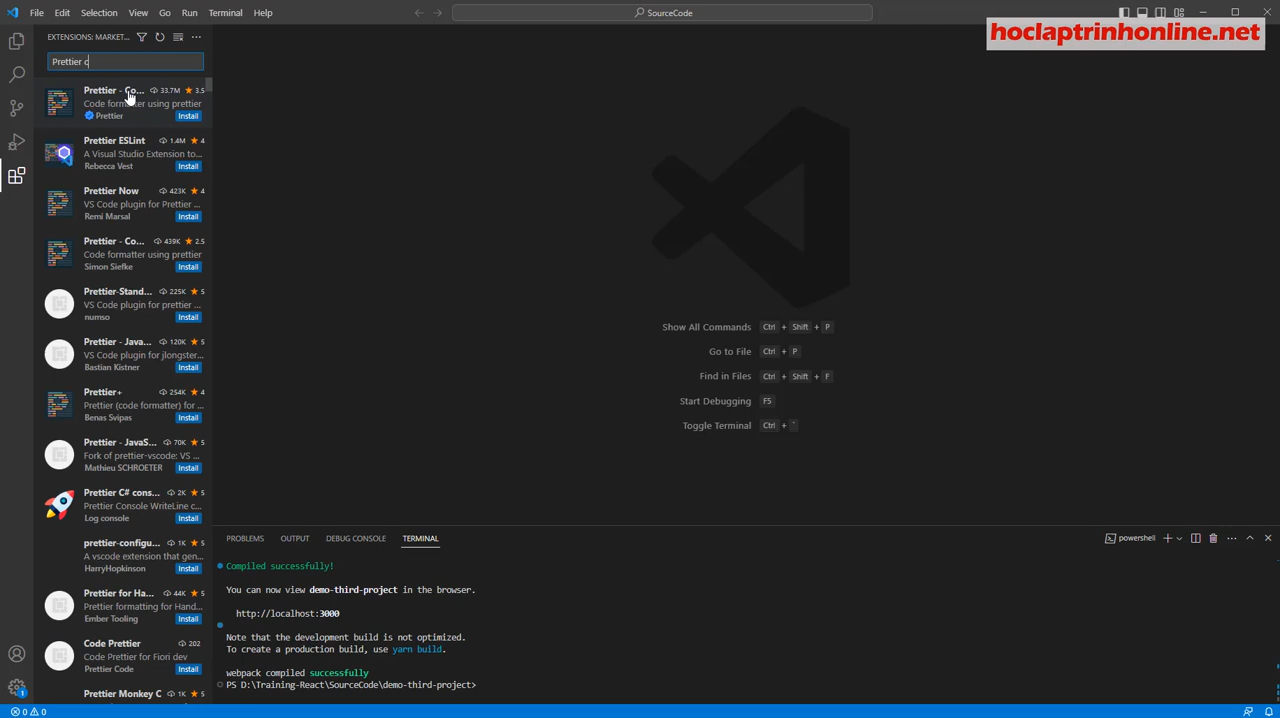 File Edit Selection View Go Run Terminal Help
SourceCode
hoclaptrinhonline.net
EXTENSIONS: MARKET...
Prettier c
Prettier - Co... 33.7M 3.5
Code formatter using prettier
Prettier Install
Prettier ESLint 1.4M 4
A Visual Studio Extension to...
Rebecca Vest Install
Prettier Now 423K 4
VS Code plugin for Prettier ...
Remi Marsal Install
Prettier - Co... 439K 2.5
Code formatter using prettier
Simon Siefke Install
Prettier-Stand... 225K 5
VS Code plugin for prettier ...
numso Install
Prettier - Java... 120K 5
VS Code plugin for jlongster...
Bastian Kistner Install
Prettier+ 254K 4
Prettier (code formatter) for ...
Benas Svipas Install
Prettier - JavaS... 70K 5
Fork of prettier-vscode: VS ...
Mathieu SCHROETER Install
Prettier C# cons... 2K 5
Prettier Console WriteLine c...
Log console Install
prettier-configu... 1K 5
A vscode extension that gen...
HarryHopkinson Install
Prettier for Ha... 44K 5
Prettier formatting for Hand...
Ember Tooling Install
Code Prettier 202
Code Prettier for Fiori dev
Prettier Code Install
Prettier Monkey C 1K 5
Show All Commands Ctrl + Shift + P
Go to File Ctrl + P
Find in Files Ctrl + Shift + F
Start Debugging F5
Toggle Terminal Ctrl + `
PROBLEMS OUTPUT DEBUG CONSOLE TERMINAL
powershell
Compiled successfully!
You can now view demo-third-project in the browser.
http://localhost:3000
Note that the development build is not optimized.
To create a production build, use yarn build.
webpack compiled successfully
PS D:\Training-React\SourceCode\demo-third-project>
1
0 0